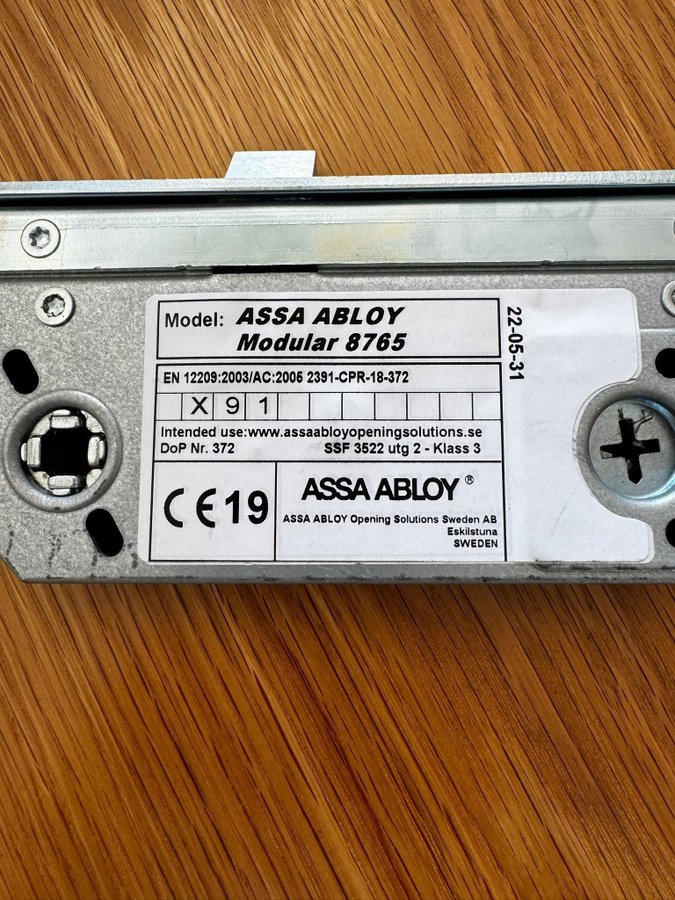 Model: ASSA ABLOY
Modular 8765
EN 12209:2003/AC:2005 2391-CPR-18-372
X 9 1
Intended use:www.assaabloyopeningsolutions.se
DoP Nr. 372 SSF 3522 utg 2 - Klass 3
CE 19
ASSA ABLOY ®
ASSA ABLOY Opening Solutions Sweden AB
Eskilstuna
SWEDEN
22-05-31